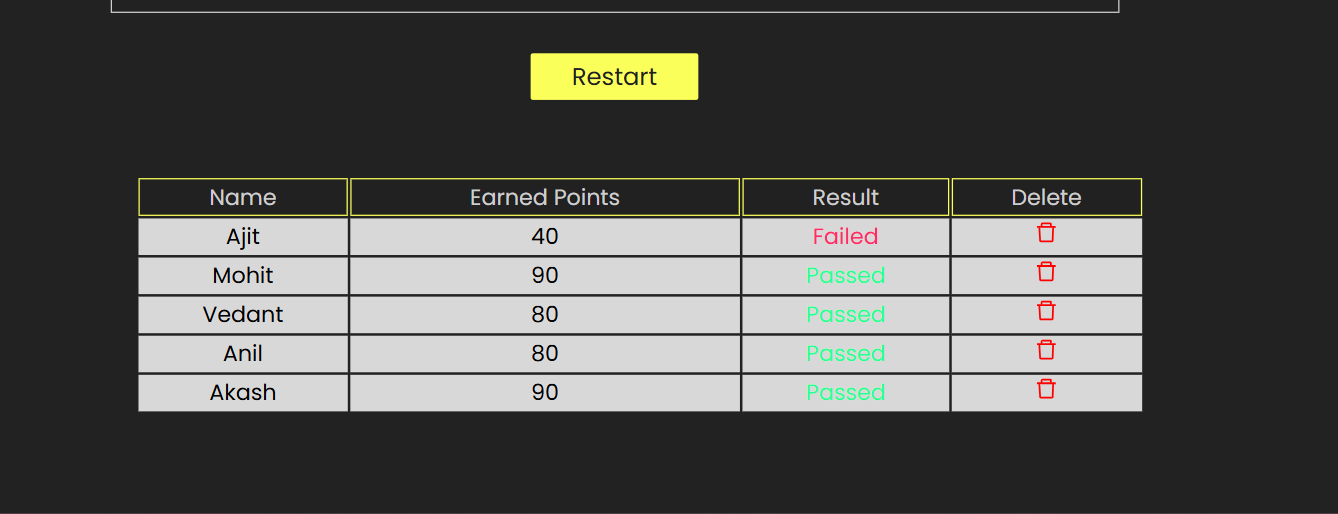 Restart
Name Earned Points Result Delete
Ajit 40 Failed
Mohit 90 Passed
Vedant 80 Passed
Anil 80 Passed
Akash 90 Passed